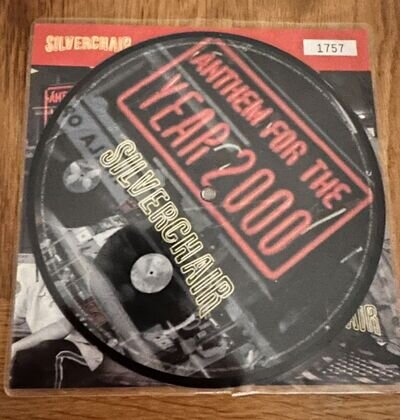 SILVERCHAIR
1757
ANTHEM FOR THE
YEAR 2000
SILVERCHAIR